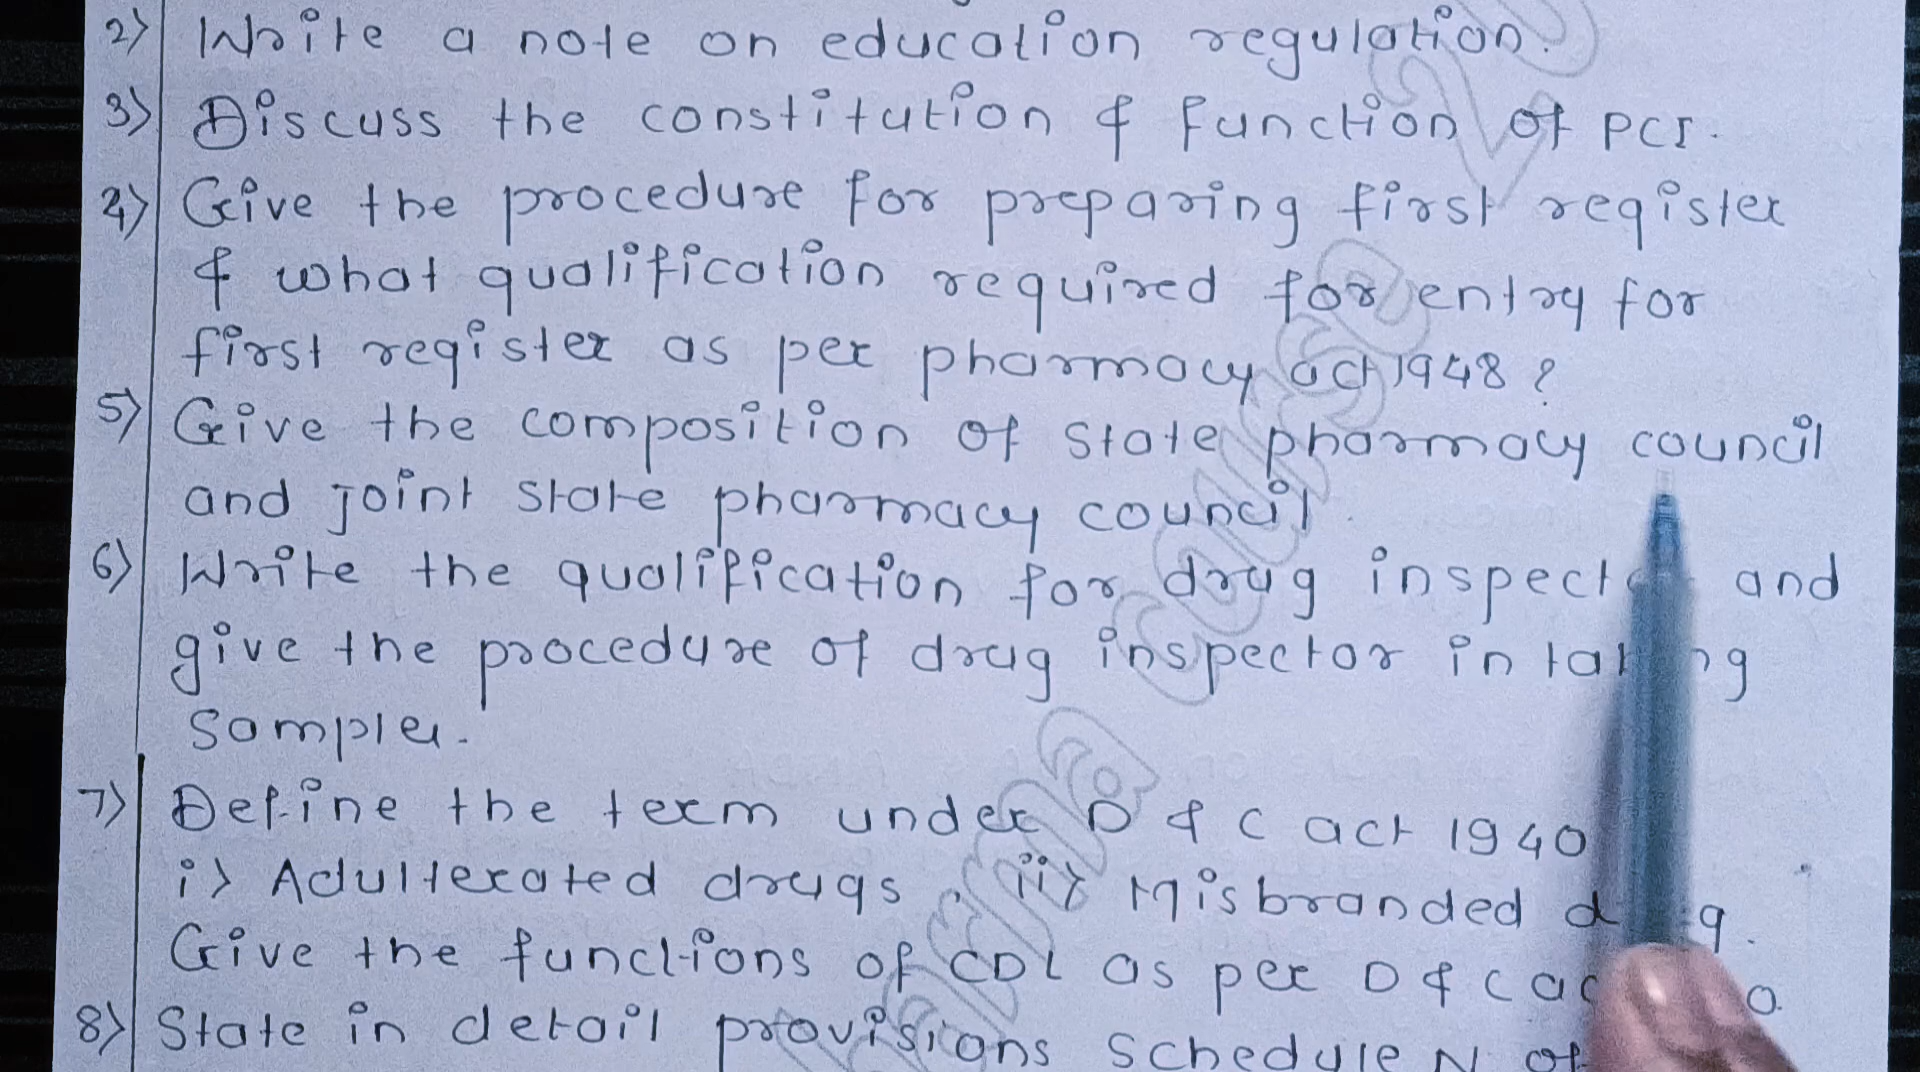 2) Write a note on education regulation.
3) Discuss the constitution & function of PCI.
4) Give the procedure for preparing first register
& what qualification required for entry for
first register as per pharmacy act 1948 ?
5) Give the composition of state pharmacy council
and joint state pharmacy council.
6) Write the qualification for drug inspect and
give the procedure of drug inspector in
sample.
7) Define the term under D & C act 1940
i) Adulterated drugs , ii) Misbranded
Give the functions of CDL as per D & C
8) State in detail provisions schedule N of